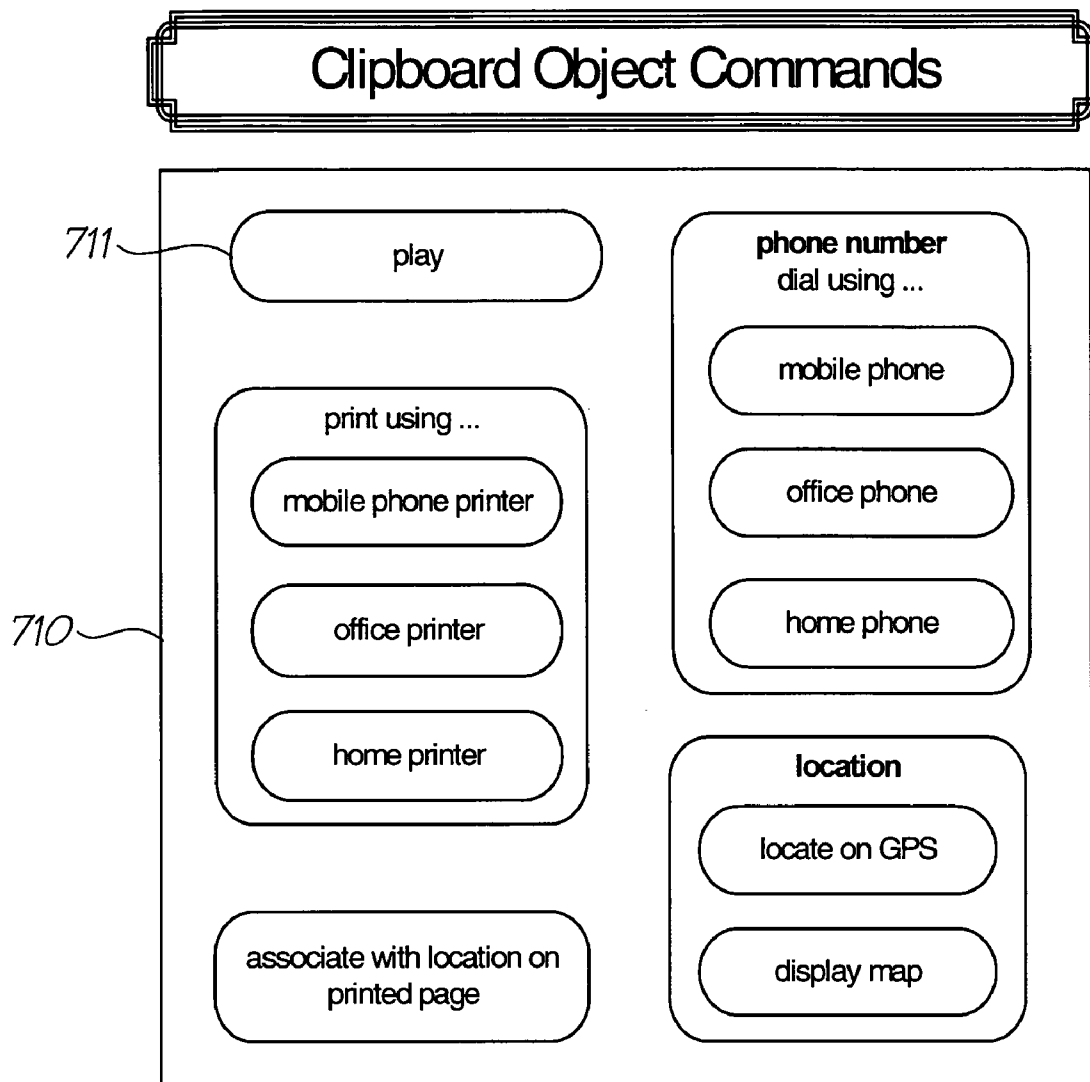 Clipboard Object Commands
711
play
print using ...
mobile phone printer
office printer
home printer
710
associate with location on
printed page
phone number
dial using ...
mobile phone
office phone
home phone
location
locate on GPS
display map